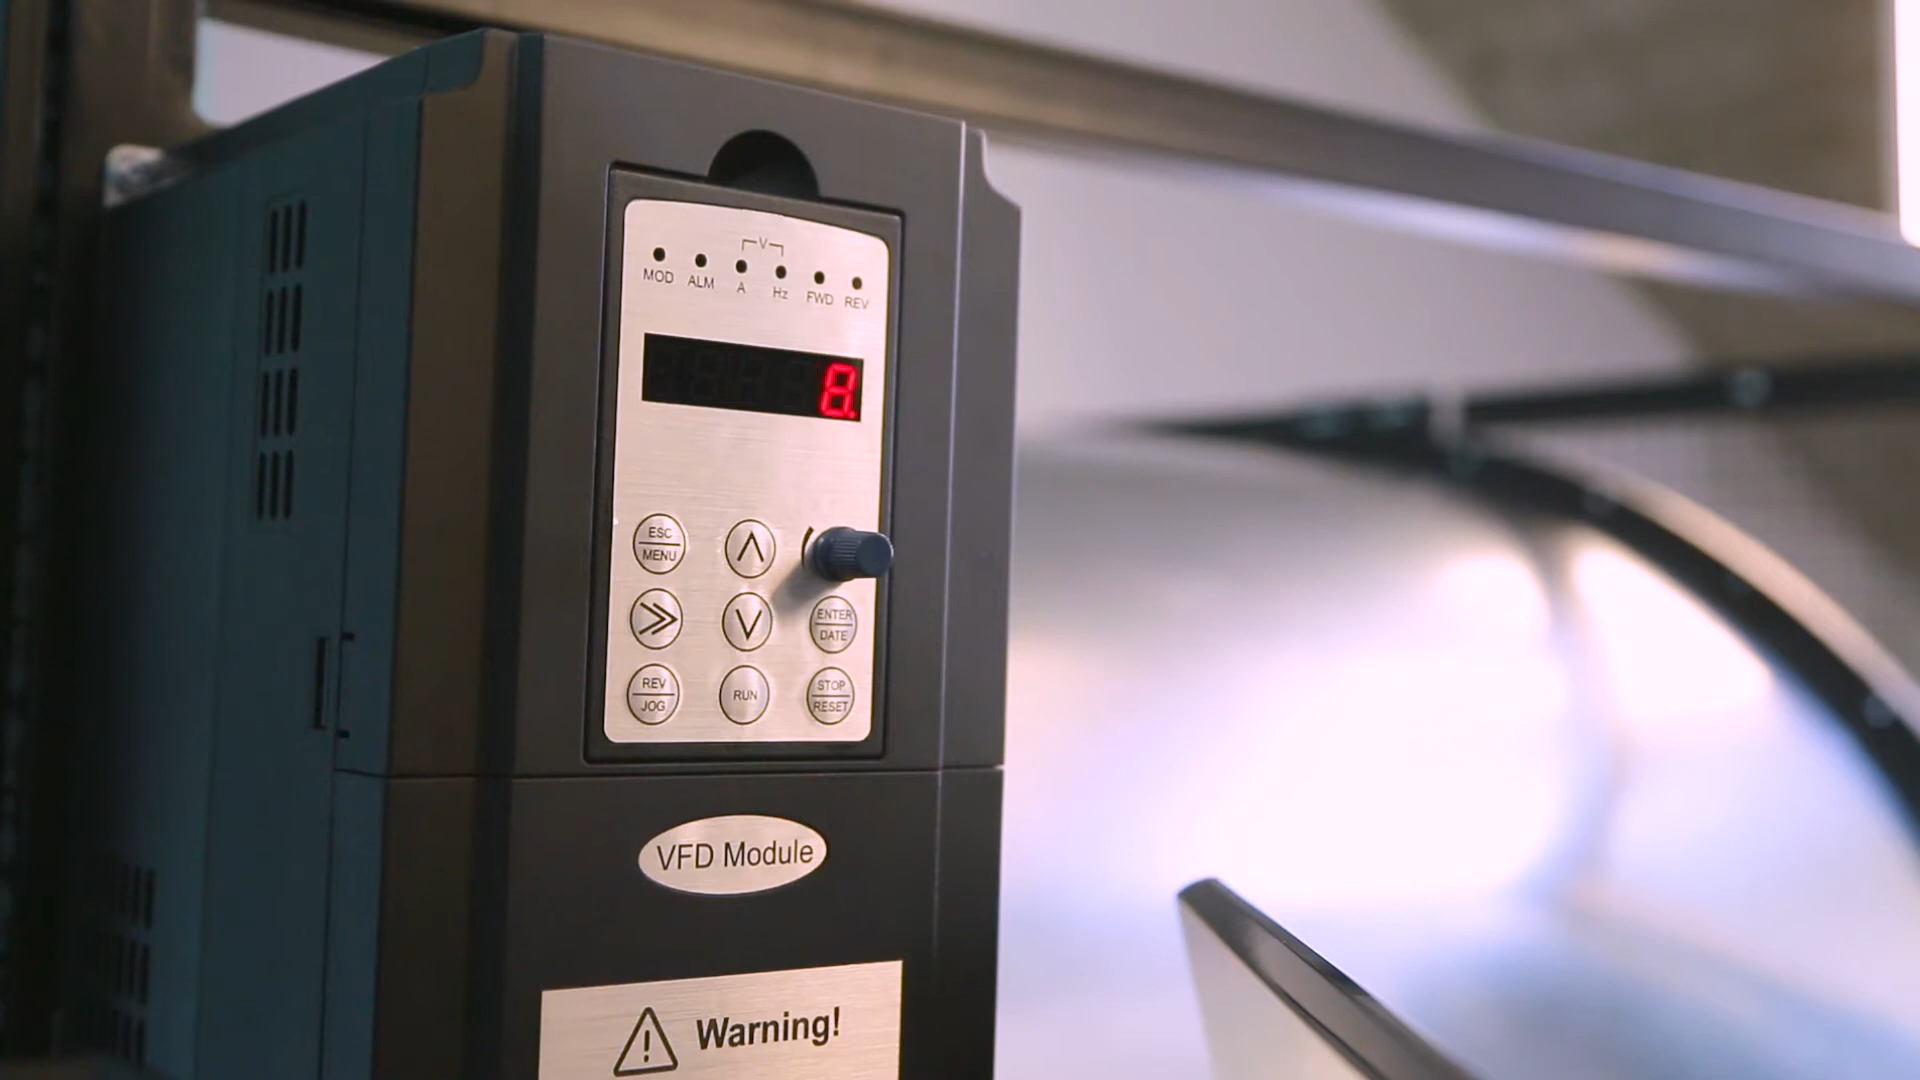 V
MOD ALM A Hz FWD REV
8.
ESC
MENU
ENTER
DATE
REV
JOG
RUN
STOP
RESET
VFD Module
Warning!